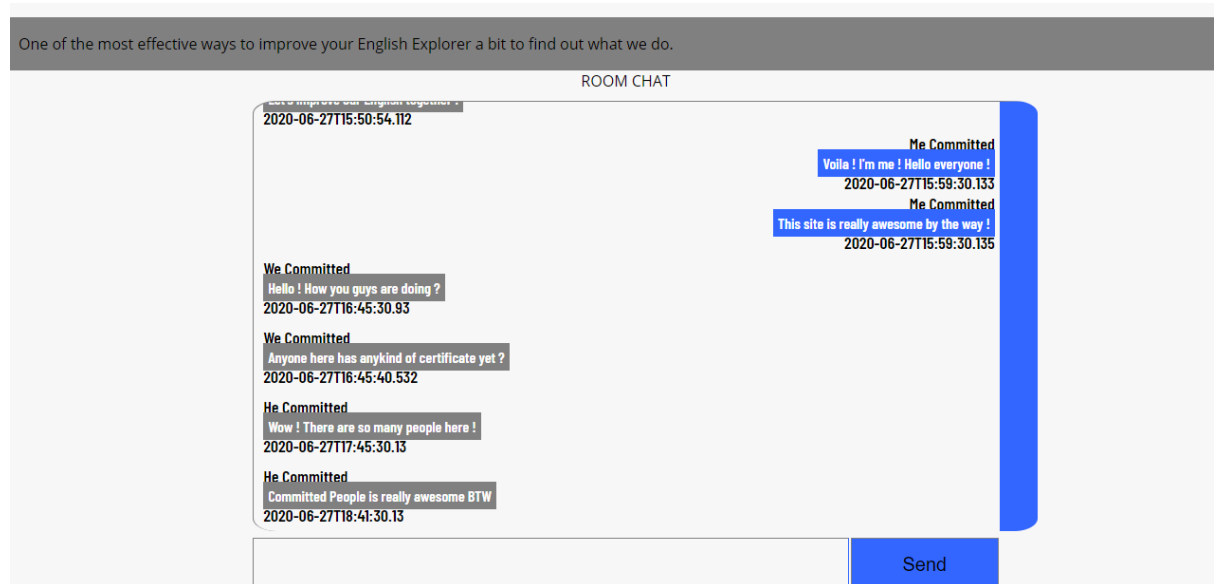 One of the most effective ways to improve your English Explorer a bit to find out what we do.
ROOM CHAT
Let's improve our English together !
2020-06-27T15:50:54.112
Me Committed
Voila ! I'm me ! Hello everyone !
2020-06-27T15:59:30.133
Me Committed
This site is really awesome by the way !
2020-06-27T15:59:30.135
We Committed
Hello ! How you guys are doing ?
2020-06-27T16:45:30.93
We Committed
Anyone here has anykind of certificate yet ?
2020-06-27T16:45:40.532
He Committed
Wow ! There are so many people here !
2020-06-27T17:45:30.13
He Committed
Committed People is really awesome BTW
2020-06-27T18:41:30.13
Send